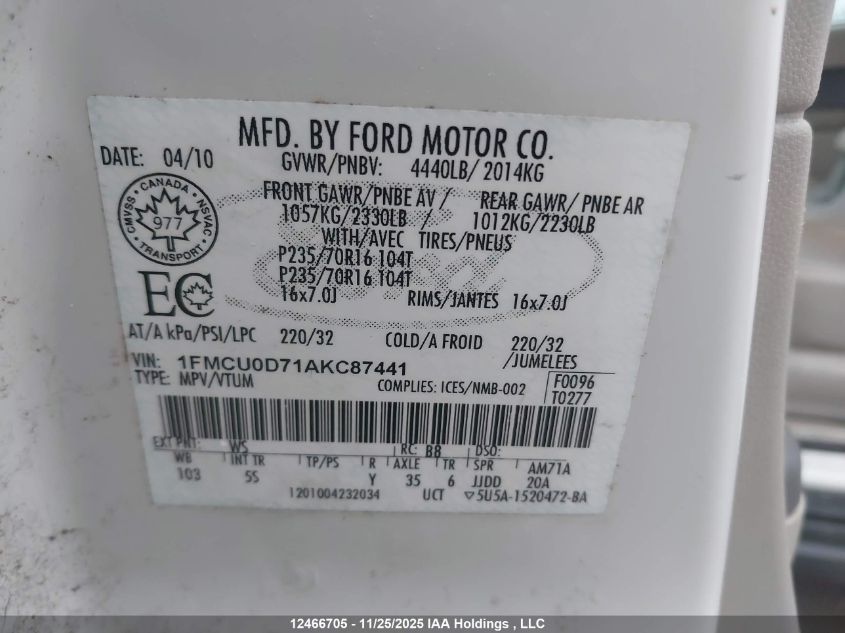 MFD. BY FORD MOTOR CO.
DATE: 04/10 GVWR/PNBV: 4440LB/ 2014KG
FRONT GAWR/PNBE AV / REAR GAWR/ PNBE AR
1057KG/2330LB / 1012KG/2230LB
WITH/AVEC TIRES/PNEUS
P235/70R16 104T
P235/70R16 104T
16x7.0J RIMS/JANTES 16x7.0J
CANADA
CMVSS NSVAC
977
TRANSPORT
EC
AT/A kPa/PSI/LPC 220/32 COLD/A FROID 220/32
/JUMELEES
VIN: 1FMCU0D71AKC87441
TYPE: MPV/VTUM COMPLIES: ICES/NMB-002 F0096
T0277
EXT PNT: WS RC: BB DSO:
WB INT TR TP/PS R AXLE TR SPR AM71A
103 5S Y 35 6 JJDD 20A
1201004232034 UCT ▽5U5A-1520472-BA
12466705 - 11/25/2025 IAA Holdings , LLC